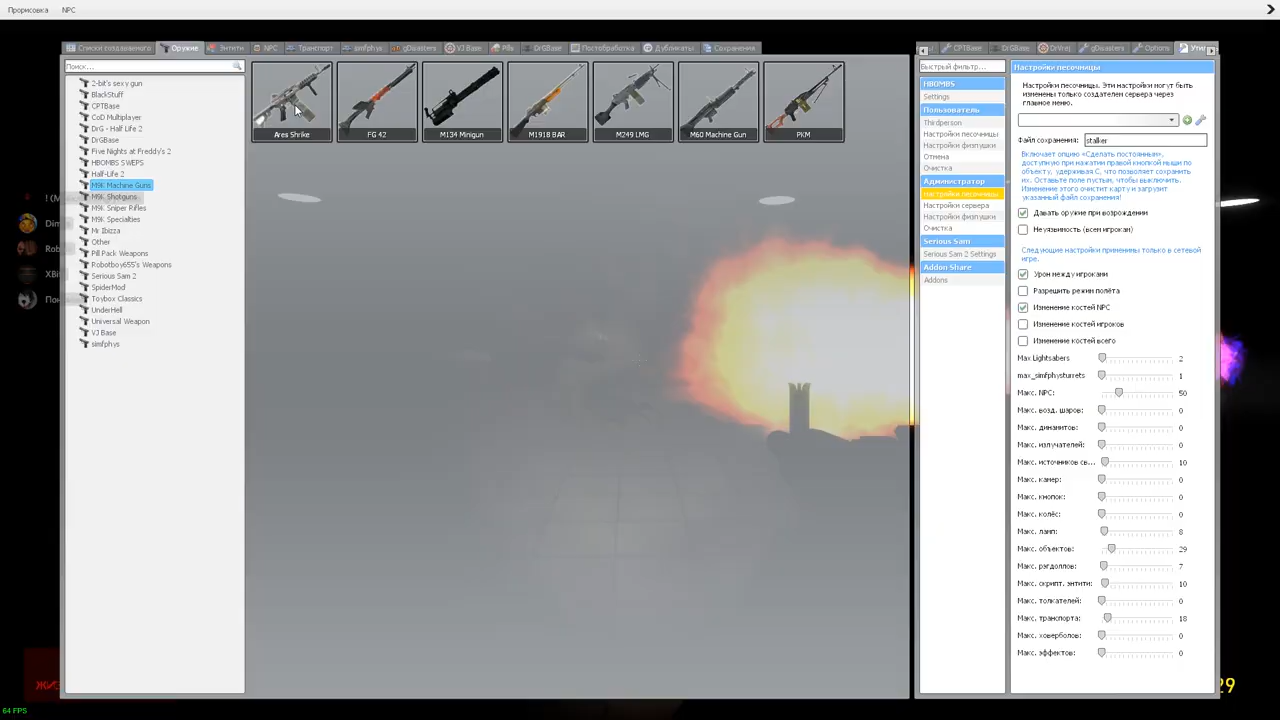 Прорисовка NPC
Списки создаваемого Оружие Энтити NPC Транспорт simfphys gDisasters VJ Base Pills DrGBase Постобработка Дубликаты Сохранения
CPTBase DrGBase DrVrej gDisasters Options
Поиск...
2-bit's sexy gun
BlackStuff
CPTBase
CoD Multiplayer
DrG - Half Life 2
DrGBase
Five Nights at Freddy's 2
HBOMBS SWEPS
Half-Life 2
M9K Machine Guns
M9K Shotguns
M9K Sniper Rifles
M9K Specialties
Mr Ibizza
Other
Pill Pack Weapons
Robotboy655's Weapons
Serious Sam 2
SpiderMod
Toybox Classics
UnderHell
Universal Weapon
VJ Base
simfphys
Ares Shrike FG 42 M134 Minigun M1918 BAR M249 LMG M60 Machine Gun PKM
Быстрый фильтр...
HBOMBS
Settings
Пользователь
Thirdperson
Настройки песочницы
Настройки физпушки
Отмена
Очистка
Администратор
Настройки песочницы
Настройки сервера
Настройки физпушки
Очистка
Serious Sam
Serious Sam 2 Settings
Addon Share
Addons
Настройки песочницы
Настройки песочницы. Эти настройки могут быть
изменены только создателем сервера через
главное меню.
Файл сохранения: stalker
Включает опцию «Сделать постоянным»,
доступную при нажатии правой кнопкой мыши по
объекту, удерживая C, что позволяет сохранить
их. Оставьте поле пустым, чтобы выключить.
Изменение этого очистит карту и загрузит
указанный файл сохранения!
Давать оружие при возрождении
Неуязвимость (всем игрокам)
Следующие настройки применимы только в сетевой
игре.
Урон между игроками
Разрешить режим полёта
Изменение костей NPC
Изменение костей игроков
Изменение костей всего
Max Lightsabers 2
max_simfphysturrets 1
Макс. NPC: 50
Макс. возд. шаров: 0
Макс. динамитов: 0
Макс. излучателей: 0
Макс. источников св... 10
Макс. камер: 0
Макс. кнопок: 0
Макс. колёс: 0
Макс. ламп: 8
Макс. объектов: 29
Макс. рэгдоллов: 7
Макс. скрипт. энтити: 10
Макс. толкателей: 0
Макс. транспорта: 18
Макс. ховерболов: 0
Макс. эффектов: 0
64 FPS
29